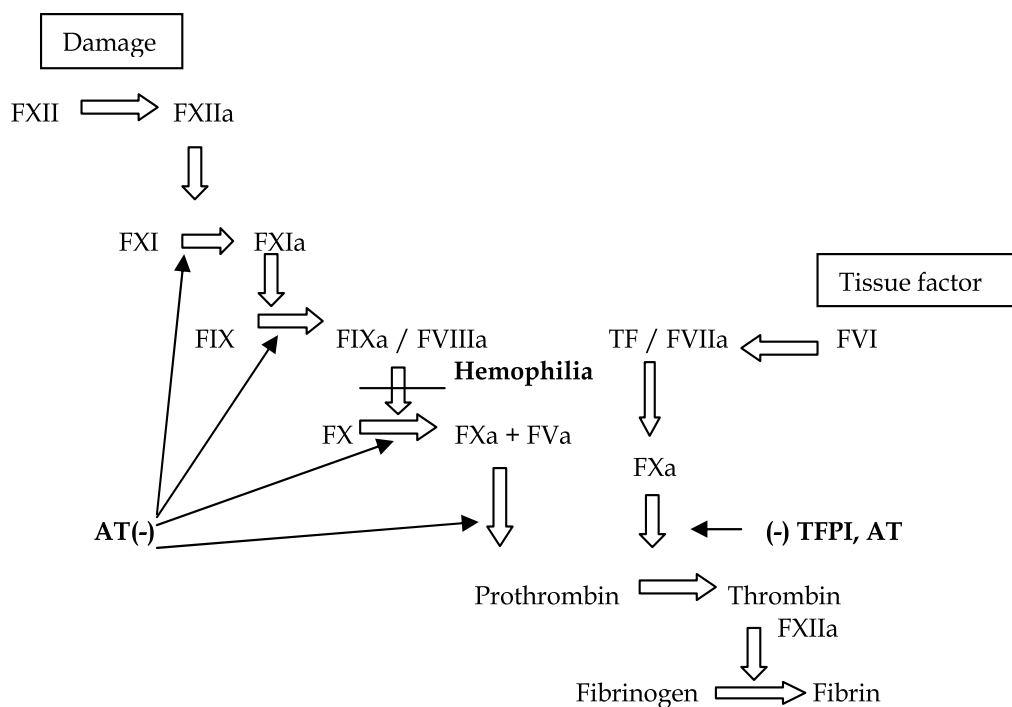 Damage
FXII
FXIIa
FXI
FXIa
Tissue factor
FIX
FIXa / FVIIIa
TF / FVIIa
FVI
Hemophilia
FX
FXa + FVa
FXa
AT(-)
(-) TFPI, AT
Prothrombin
Thrombin
FXIIa
Fibrinogen
Fibrin